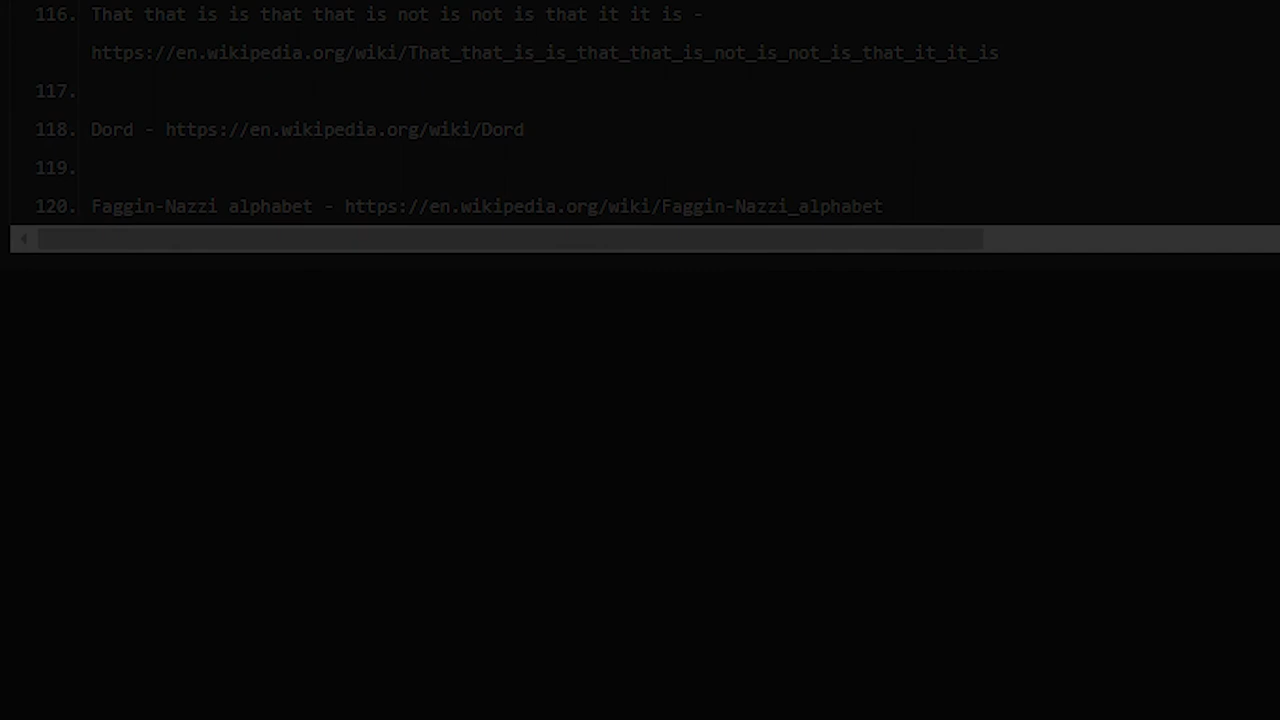 116. That that is is that that is not is not is that it it is -
https://en.wikipedia.org/wiki/That_that_is_is_that_that_is_not_is_not_is_that_it_it_is
117.
118. Dord - https://en.wikipedia.org/wiki/Dord
119.
120. Faggin-Nazzi alphabet - https://en.wikipedia.org/wiki/Faggin-Nazzi_alphabet